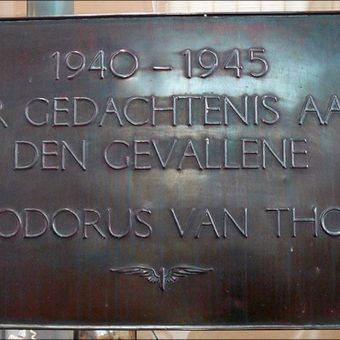 1940 - 1945
R GEDACHTENIS AA
DEN GEVALLENE
ODORUS VAN THO